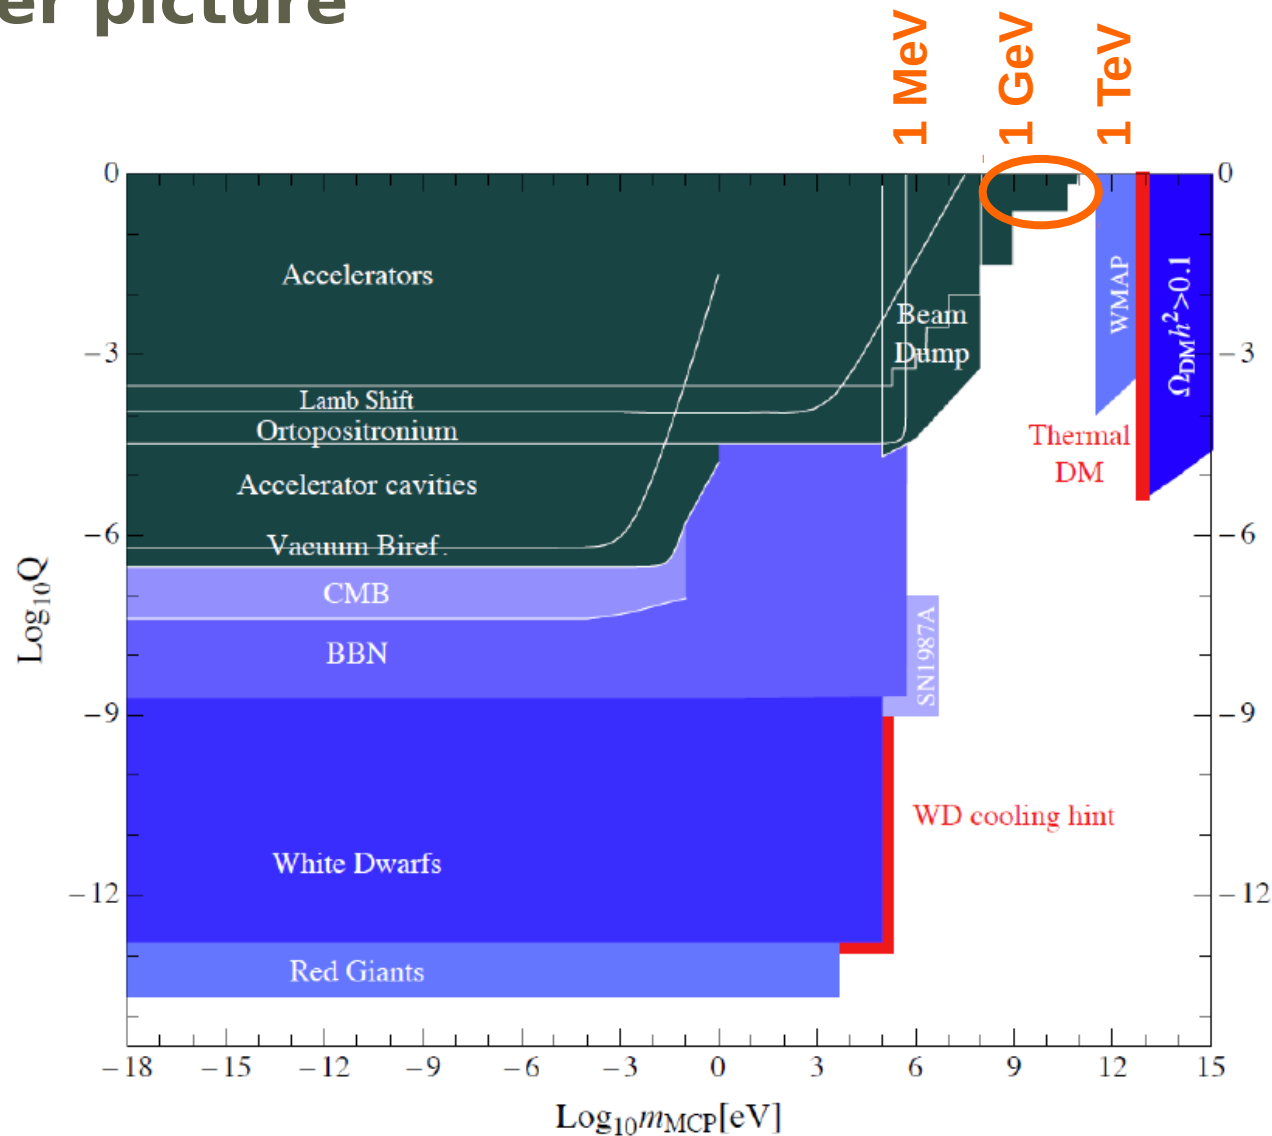 er picture
1 MeV
1 GeV
1 TeV
0
0
Accelerators
WMAP
Ω_DM h²>0.1
Beam
Dump
−3
−3
Lamb Shift
Ortopositronium
Thermal
DM
Accelerator cavities
−6
Vacuum Biref.
−6
CMB
Log₁₀Q
BBN
SN1987A
−9
−9
WD cooling hint
White Dwarfs
−12
−12
Red Giants
−18 −15 −12 −9 −6 −3 0 3 6 9 12 15
Log₁₀m_MCP[eV]